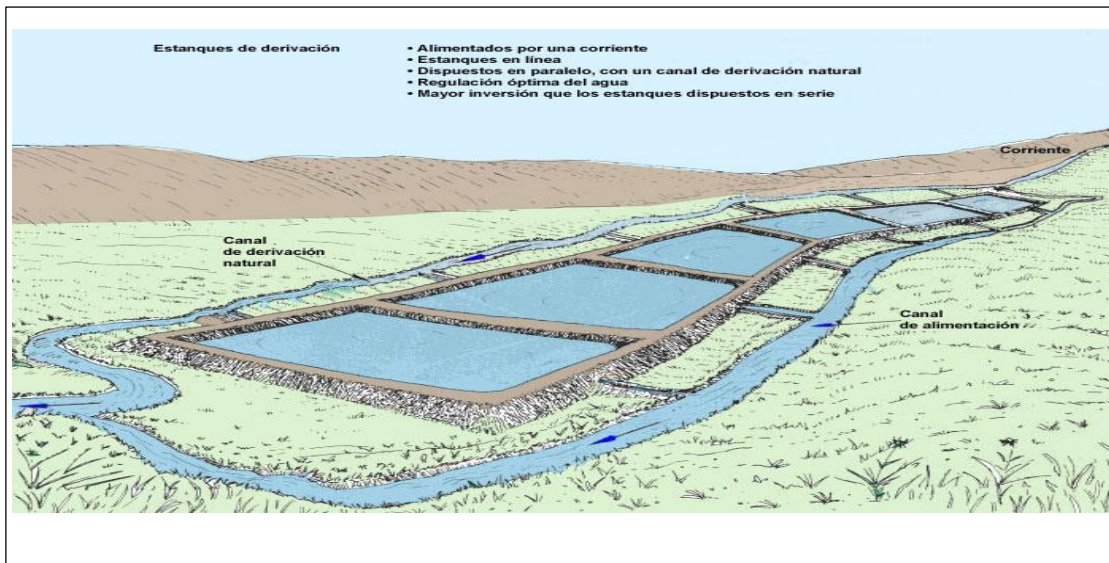 Estanques de derivación
• Alimentados por una corriente
• Estanques en línea
• Dispuestos en paralelo, con un canal de derivación natural
• Regulación óptima del agua
• Mayor inversión que los estanques dispuestos en serie
Corriente
Canal
de derivación
natural
Canal
de alimentación